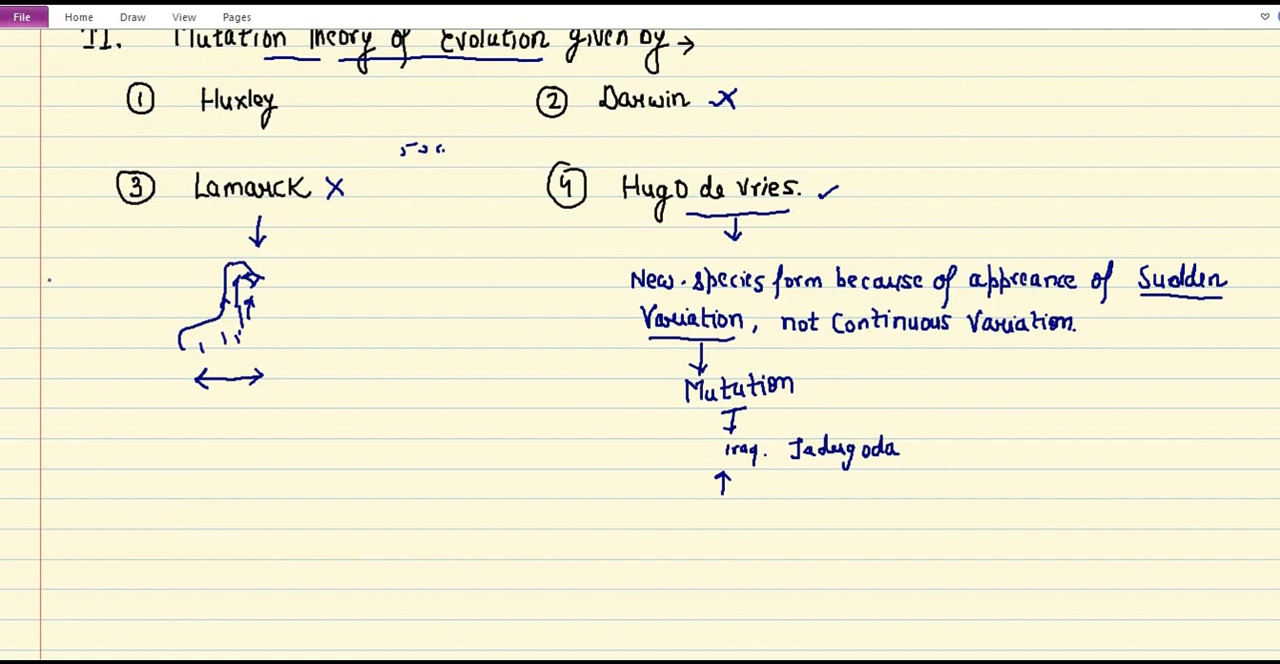 File Home Draw View Pages
II. Mutation Theory of Evolution given by →
① Huxley ② Darwin ✗
③ Lamarck ✗ ④ Hugo de Vries. ✓
New. Species form because of appreance of Sudden
Variation, not Continuous Variation.
Mutation
Iraq. Jadugoda